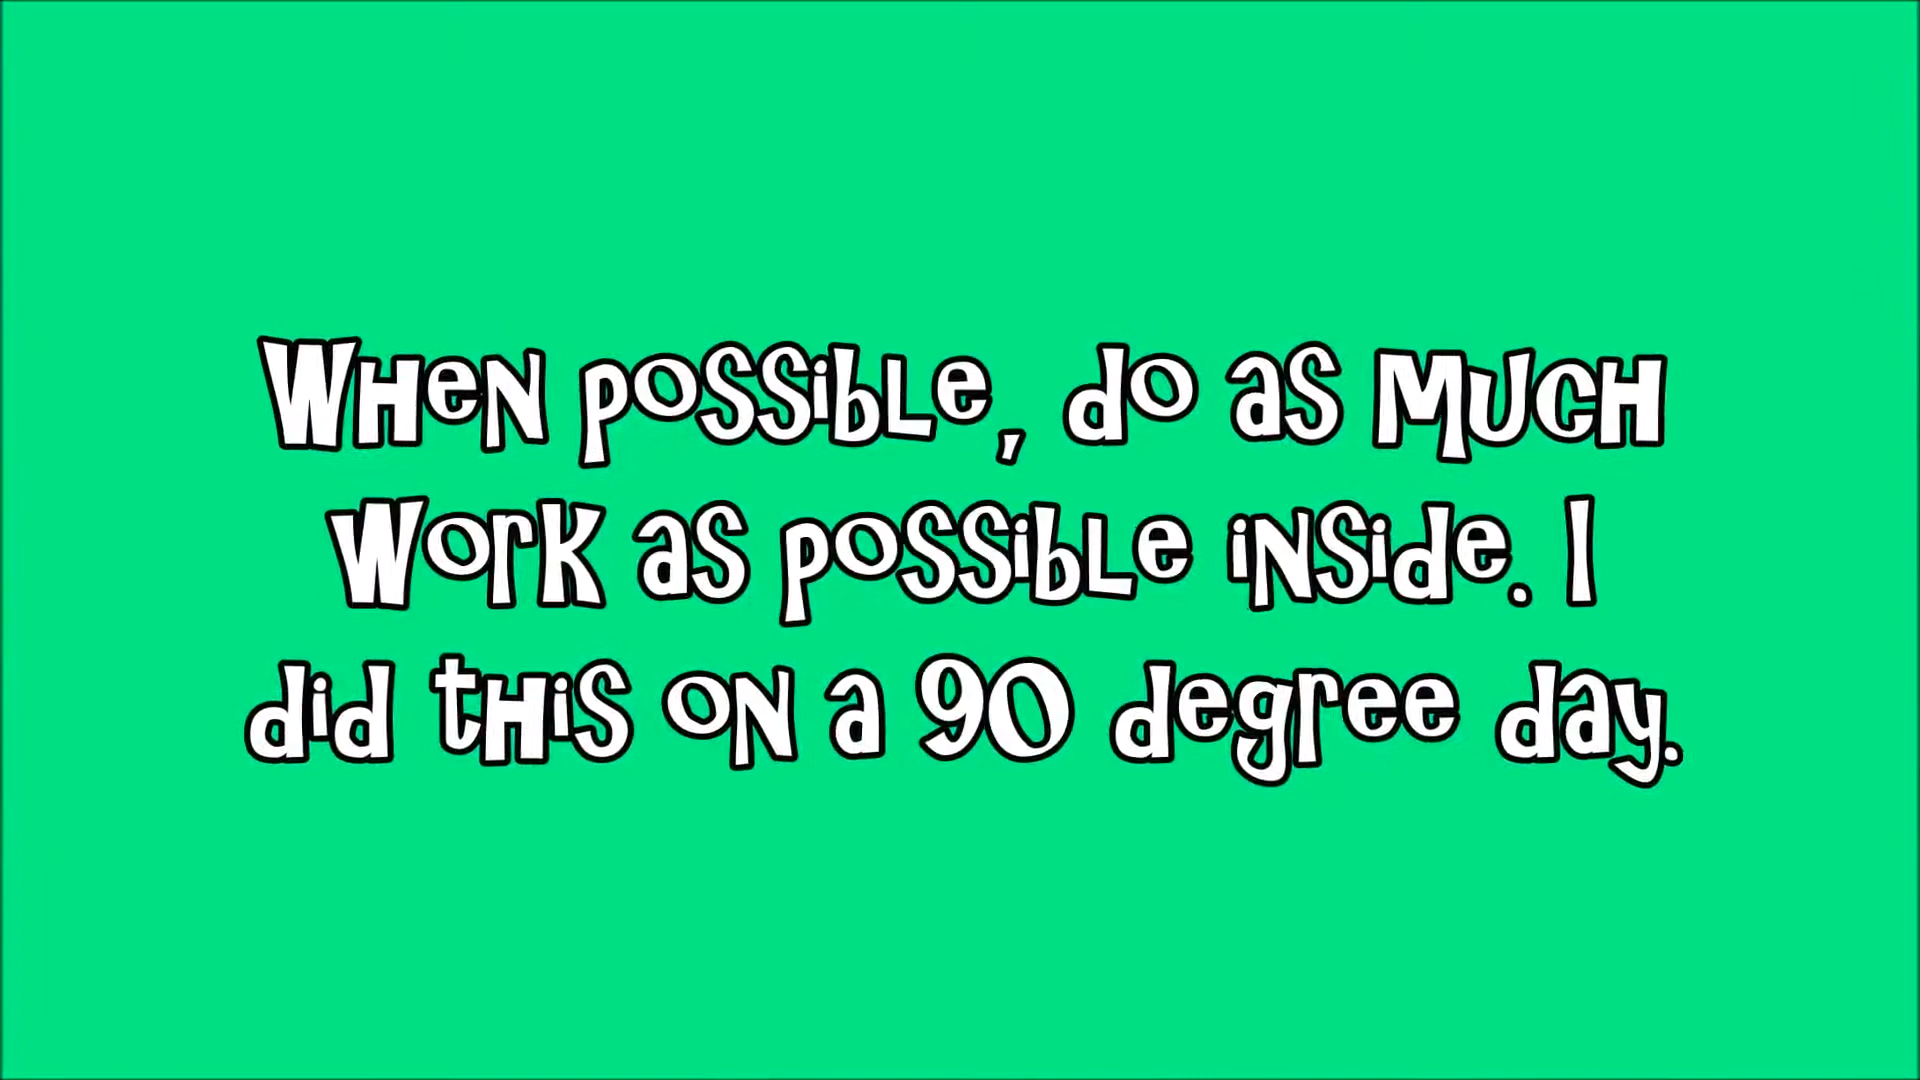 When possible, do as much
work as possible inside. I
did this on a 90 degree day.